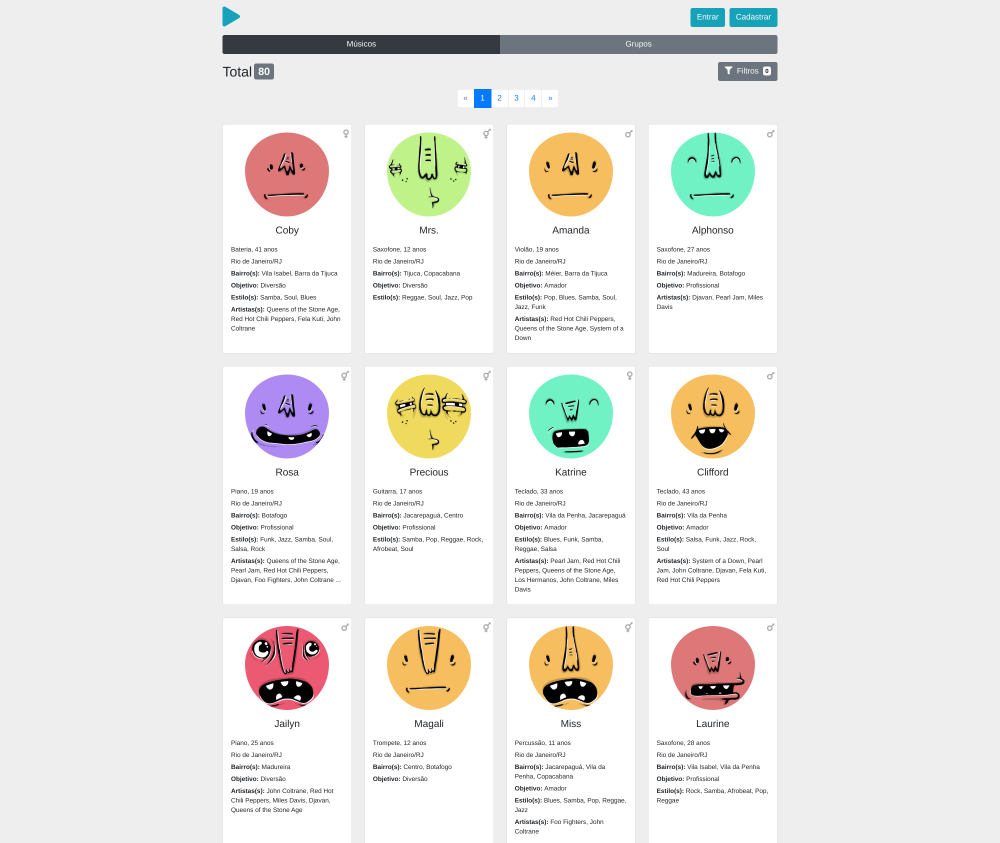 Entrar Cadastrar
Músicos Grupos
Total 80 Filtros 0
« 1 2 3 4 »
Coby
Bateria, 41 anos
Rio de Janeiro/RJ
Bairro(s): Vila Isabel, Barra da Tijuca
Objetivo: Diversão
Estilo(s): Samba, Soul, Blues
Artistas(s): Queens of the Stone Age,
Red Hot Chili Peppers, Fela Kuti, John
Coltrane
Mrs.
Saxofone, 12 anos
Rio de Janeiro/RJ
Bairro(s): Tijuca, Copacabana
Objetivo: Diversão
Estilo(s): Reggae, Soul, Jazz, Pop
Amanda
Violão, 19 anos
Rio de Janeiro/RJ
Bairro(s): Méier, Barra da Tijuca
Objetivo: Amador
Estilo(s): Pop, Blues, Samba, Soul,
Jazz, Funk
Artistas(s): Red Hot Chili Peppers,
Queens of the Stone Age, System of a
Down
Alphonso
Saxofone, 27 anos
Rio de Janeiro/RJ
Bairro(s): Madureira, Botafogo
Objetivo: Profissional
Artistas(s): Djavan, Pearl Jam, Miles
Davis
Rosa
Piano, 19 anos
Rio de Janeiro/RJ
Bairro(s): Botafogo
Objetivo: Profissional
Estilo(s): Funk, Jazz, Samba, Soul,
Salsa, Rock
Artistas(s): Queens of the Stone Age,
Pearl Jam, Red Hot Chili Peppers,
Djavan, Foo Fighters, John Coltrane ...
Precious
Guitarra, 17 anos
Rio de Janeiro/RJ
Bairro(s): Jacarepaguá, Centro
Objetivo: Profissional
Estilo(s): Samba, Pop, Reggae, Rock,
Afrobeat, Soul
Katrine
Teclado, 33 anos
Rio de Janeiro/RJ
Bairro(s): Vila da Penha, Jacarepaguá
Objetivo: Amador
Estilo(s): Blues, Funk, Samba,
Reggae, Salsa
Artistas(s): Pearl Jam, Red Hot Chili
Peppers, Queens of the Stone Age,
Los Hermanos, John Coltrane, Miles
Davis
Clifford
Teclado, 43 anos
Rio de Janeiro/RJ
Bairro(s): Vila da Penha
Objetivo: Amador
Estilo(s): Salsa, Funk, Jazz, Rock,
Soul
Artistas(s): System of a Down, Pearl
Jam, John Coltrane, Djavan, Fela Kuti,
Red Hot Chili Peppers
Jailyn
Piano, 25 anos
Rio de Janeiro/RJ
Bairro(s): Madureira
Objetivo: Diversão
Artistas(s): John Coltrane, Red Hot
Chili Peppers, Miles Davis, Djavan,
Queens of the Stone Age
Magali
Trompete, 12 anos
Rio de Janeiro/RJ
Bairro(s): Centro, Botafogo
Objetivo: Diversão
Miss
Percussão, 11 anos
Rio de Janeiro/RJ
Bairro(s): Jacarepaguá, Vila da
Penha, Copacabana
Objetivo: Amador
Estilo(s): Blues, Samba, Pop, Reggae,
Jazz
Artistas(s): Foo Fighters, John
Coltrane
Laurine
Saxofone, 28 anos
Rio de Janeiro/RJ
Bairro(s): Vila Isabel, Vila da Penha
Objetivo: Profissional
Estilo(s): Rock, Samba, Afrobeat, Pop,
Reggae